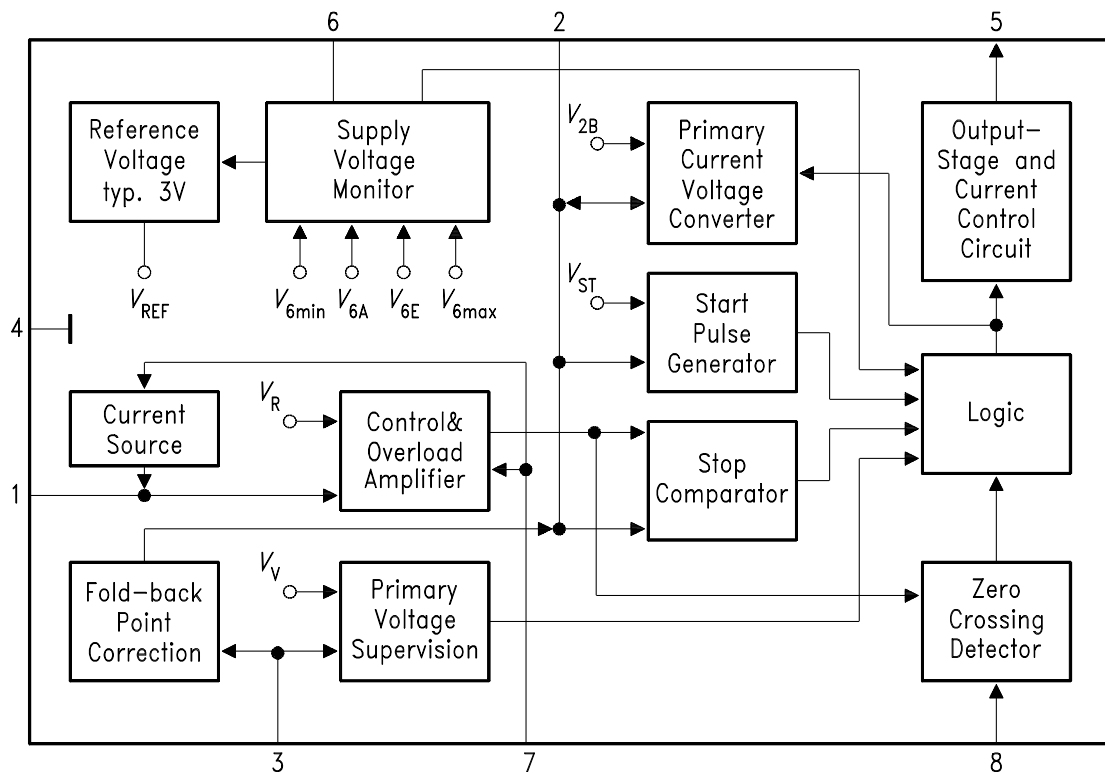 6
2
5
Reference
Voltage
typ. 3V
Supply
Voltage
Monitor
V2B
Primary
Current
Voltage
Converter
Output-
Stage and
Current
Control
Circuit
VREF
V6min
V6A
V6E
V6max
VST
Start
Pulse
Generator
4
Current
Source
VR
Control&
Overload
Amplifier
Logic
Stop
Comparator
1
Fold-back
Point
Correction
VV
Primary
Voltage
Supervision
Zero
Crossing
Detector
3
7
8